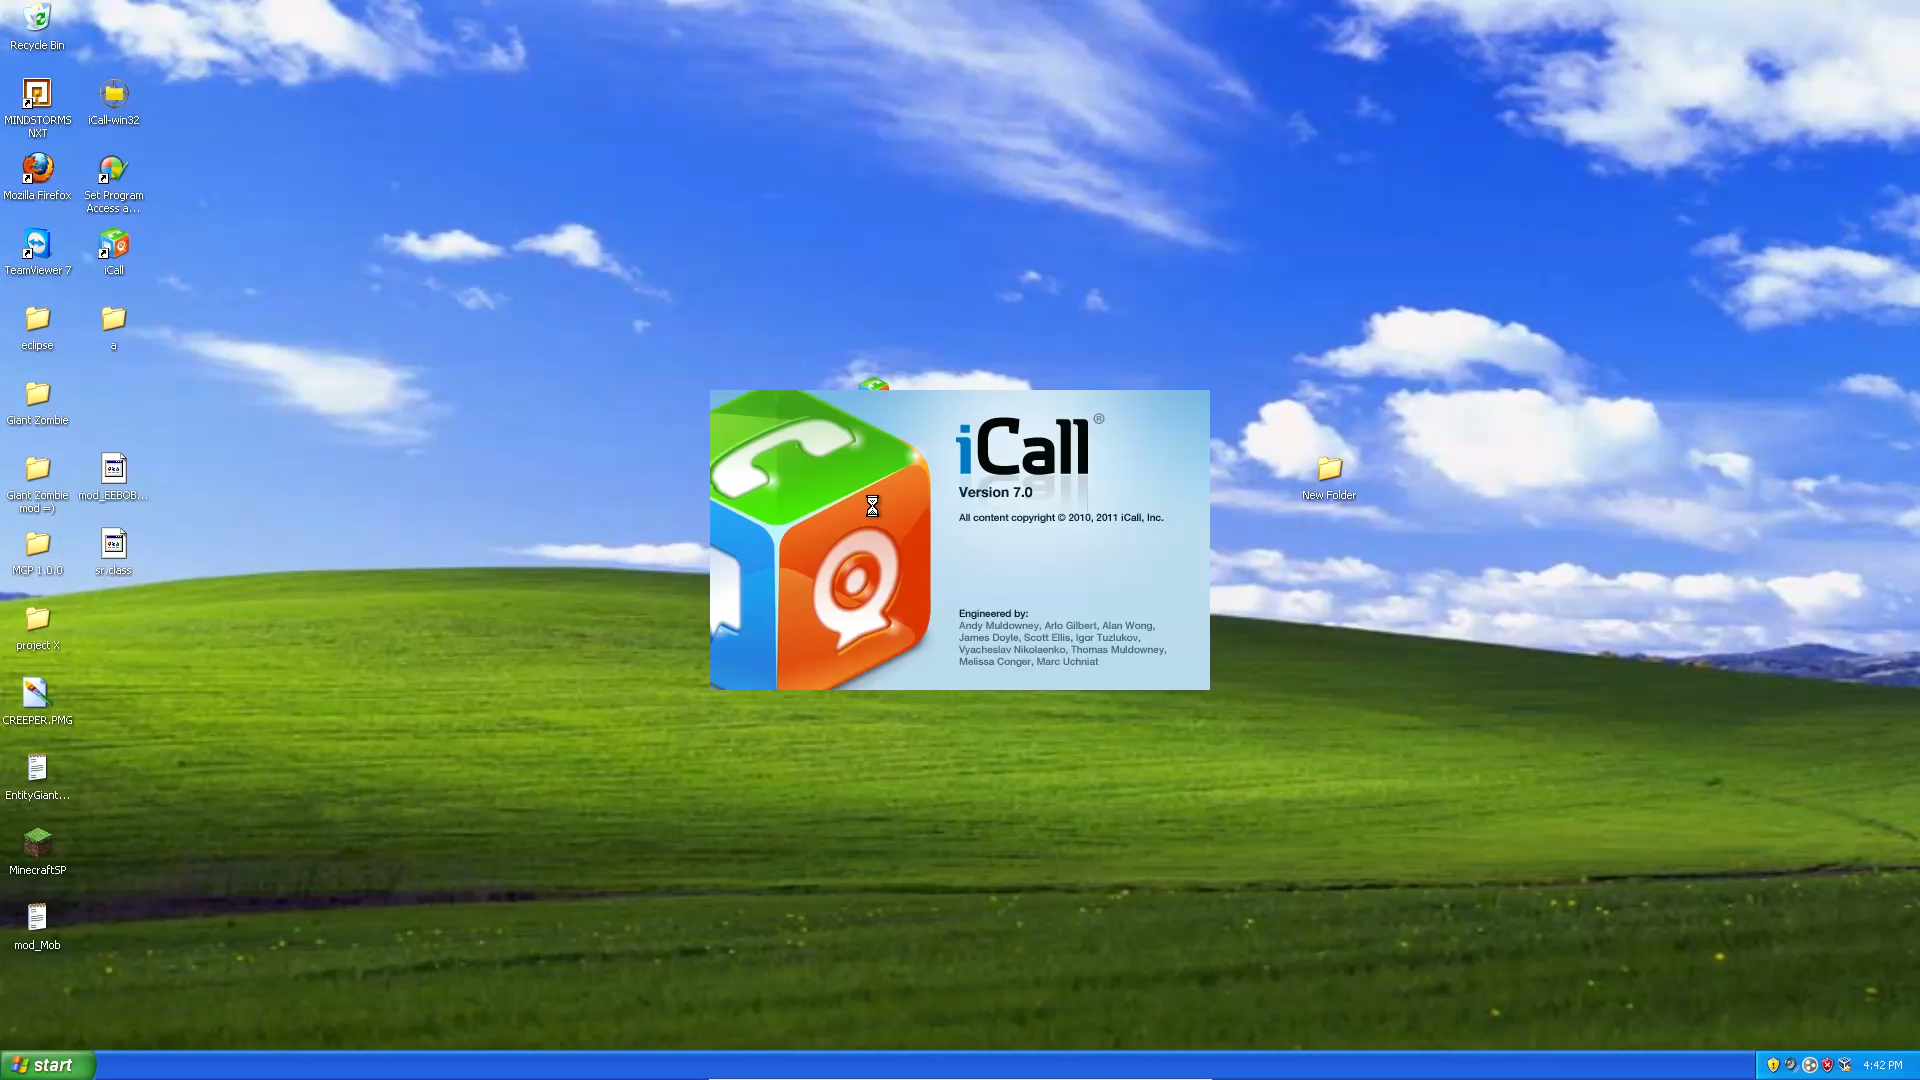 Recycle Bin
MINDSTORMS
NXT
iCall-win32
Mozilla Firefox
Set Program
Access a...
TeamViewer 7
iCall
eclipse
a
Giant Zombie
Giant Zombie
mod =)
mod_EEBOB...
MCP 1.0.0
sr.class
project X
CREEPER.PMG
EntityGiant...
MinecraftSP
mod_Mob
iCall®
Version 7.0
All content copyright © 2010, 2011 iCall, Inc.
Engineered by:
Andy Muldowney, Arlo Gilbert, Alan Wong,
James Doyle, Scott Ellis, Igor Tuzlukov,
Vyacheslav Nikolaenko, Thomas Muldowney,
Melissa Conger, Marc Uchniat
New Folder
start
4:42 PM